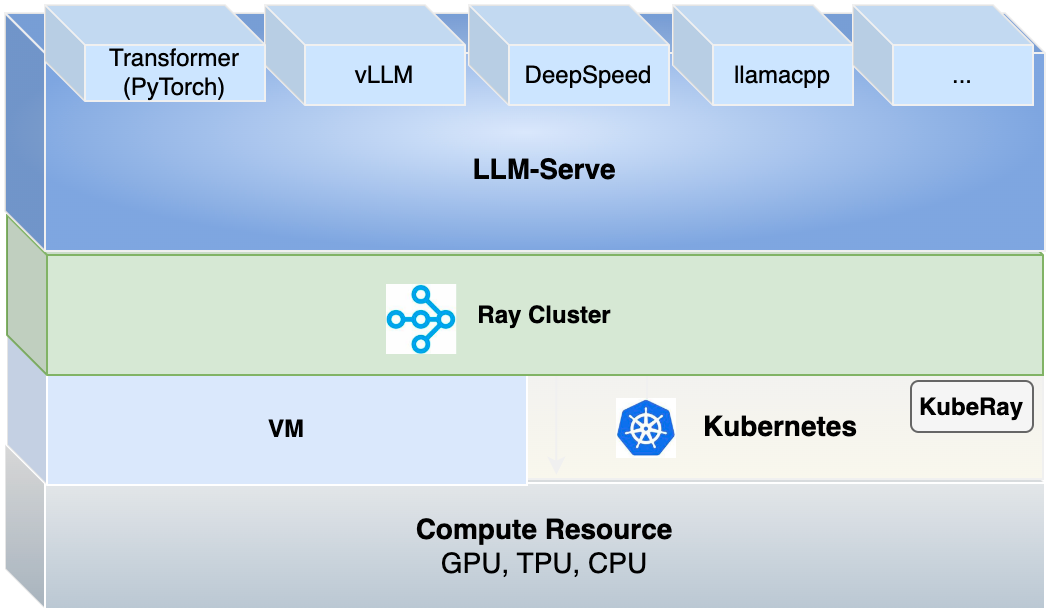 Transformer
(PyTorch)
vLLM
DeepSpeed
llamacpp
...
LLM-Serve
Ray Cluster
VM
Kubernetes
KubeRay
Compute Resource
GPU, TPU, CPU